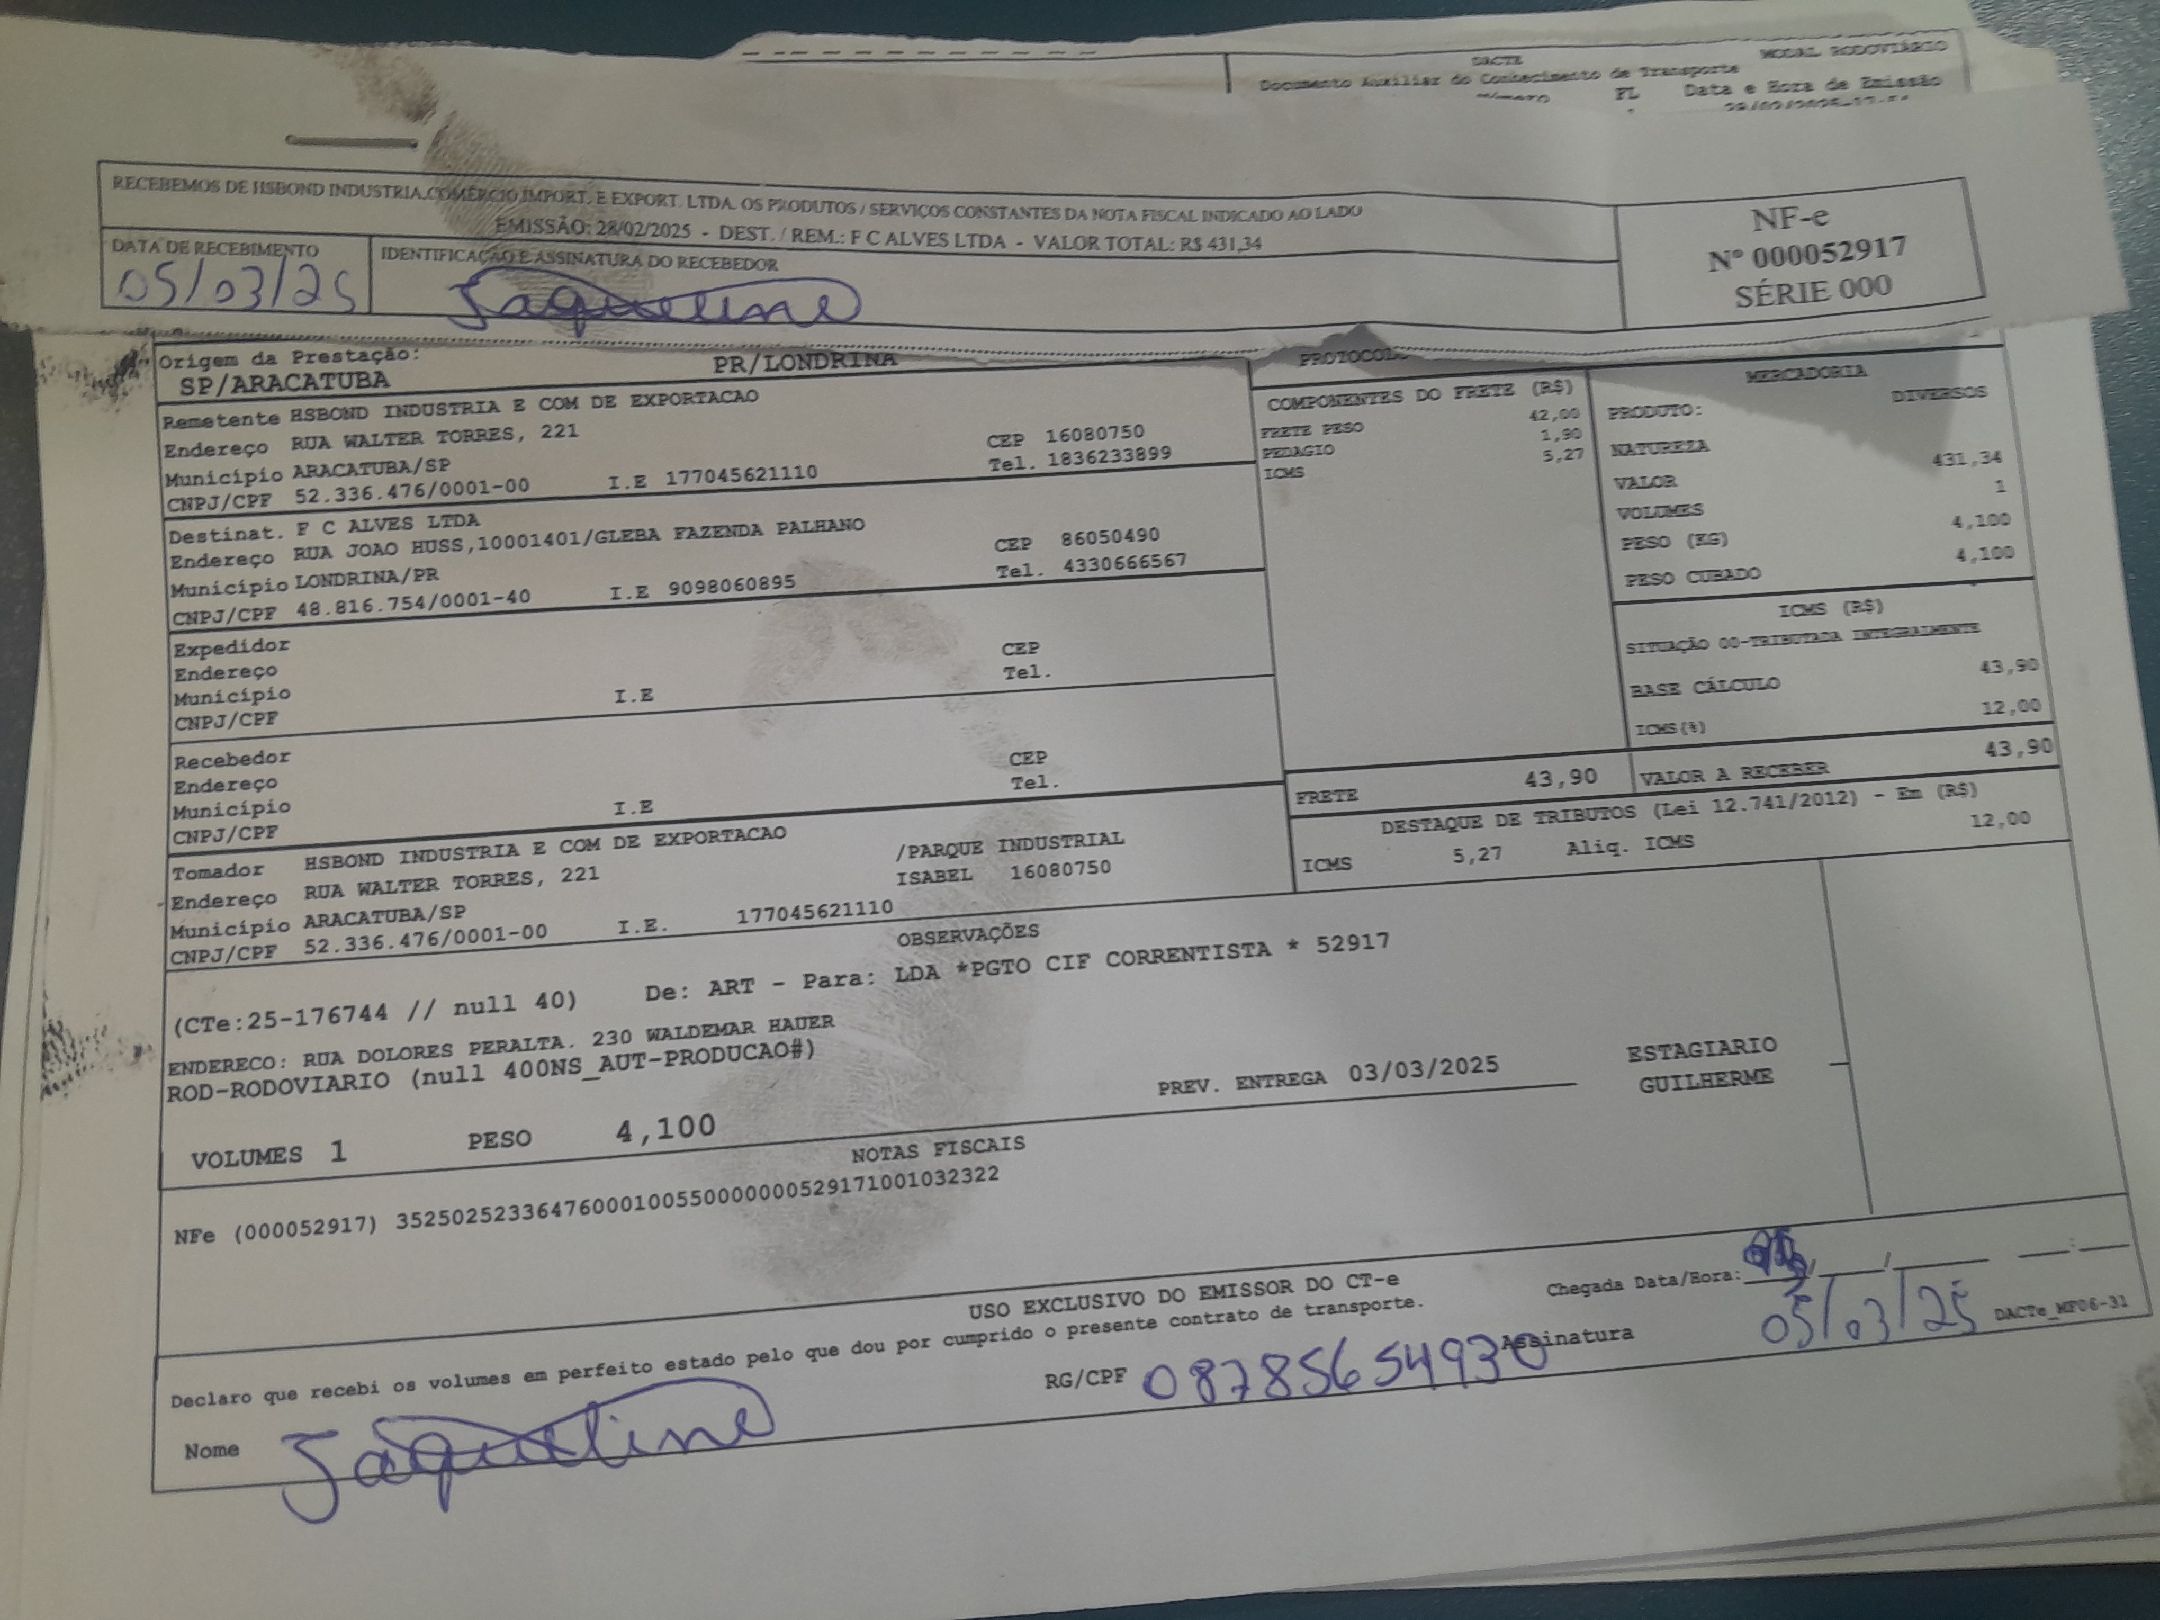 DACTE MODAL RODOVIÁRIO
Documento Auxiliar do Conhecimento de Transporte
FL Data e Hora de Emissão
RECEBEMOS DE HSBOND INDUSTRIA,COMÉRCIO,IMPORT. E EXPORT. LTDA. OS PRODUTOS / SERVIÇOS CONSTANTES DA NOTA FISCAL INDICADO AO LADO
EMISSÃO: 28/02/2025 - DEST. / REM.: F C ALVES LTDA - VALOR TOTAL: R$ 431,34
NF-e
Nº 000052917
SÉRIE 000
DATA DE RECEBIMENTO
05/03/25
IDENTIFICAÇÃO E ASSINATURA DO RECEBEDOR
Jaqueline
Origem da Prestação:
SP/ARACATUBA PR/LONDRINA
Remetente HSBOND INDUSTRIA E COM DE EXPORTACAO
Endereço RUA WALTER TORRES, 221 CEP 16080750
Município ARACATUBA/SP Tel. 1836233899
CNPJ/CPF 52.336.476/0001-00 I.E 177045621110
Destinat. F C ALVES LTDA
Endereço RUA JOAO HUSS,10001401/GLEBA FAZENDA PALHANO CEP 86050490
Município LONDRINA/PR Tel. 4330666567
CNPJ/CPF 48.816.754/0001-40 I.E 9098060895
Expedidor
Endereço CEP
Município Tel.
CNPJ/CPF I.E
Recebedor
Endereço CEP
Município Tel.
CNPJ/CPF I.E
Tomador HSBOND INDUSTRIA E COM DE EXPORTACAO
Endereço RUA WALTER TORRES, 221 /PARQUE INDUSTRIAL
Município ARACATUBA/SP ISABEL 16080750
CNPJ/CPF 52.336.476/0001-00 I.E. 177045621110
PROTOCOLO
COMPONENTES DO FRETE (R$)
FRETE PESO 42,00
PEDAGIO 1,90
ICMS 5,27
MERCADORIA
PRODUTO: DIVERSOS
NATUREZA
VALOR 431,34
VOLUMES 1
PESO (KG) 4,100
PESO CUBADO 4,100
ICMS (R$)
SITUAÇÃO 00-TRIBUTADA INTEGRALMENTE
BASE CÁLCULO 43,90
ICMS(%) 12,00
FRETE 43,90 VALOR A RECEBER 43,90
DESTAQUE DE TRIBUTOS (Lei 12.741/2012) - Em (R$)
ICMS 5,27 Aliq. ICMS 12,00
OBSERVAÇÕES
(CTe:25-176744 // null 40) De: ART - Para: LDA *PGTO CIF CORRENTISTA * 52917
ENDERECO: RUA DOLORES PERALTA. 230 WALDEMAR HAUER
ROD-RODOVIARIO (null 400NS_AUT-PRODUCAO#)
PREV. ENTREGA 03/03/2025
ESTAGIARIO
GUILHERME
VOLUMES 1 PESO 4,100
NOTAS FISCAIS
NFe (000052917) 35250252336476000100550000000529171001032322
USO EXCLUSIVO DO EMISSOR DO CT-e
Chegada Data/Hora:
05/03/25
DACTe_MF06-31
Declaro que recebi os volumes em perfeito estado pelo que dou por cumprido o presente contrato de transporte.
Nome Jaqueline RG/CPF 08785654930 Assinatura